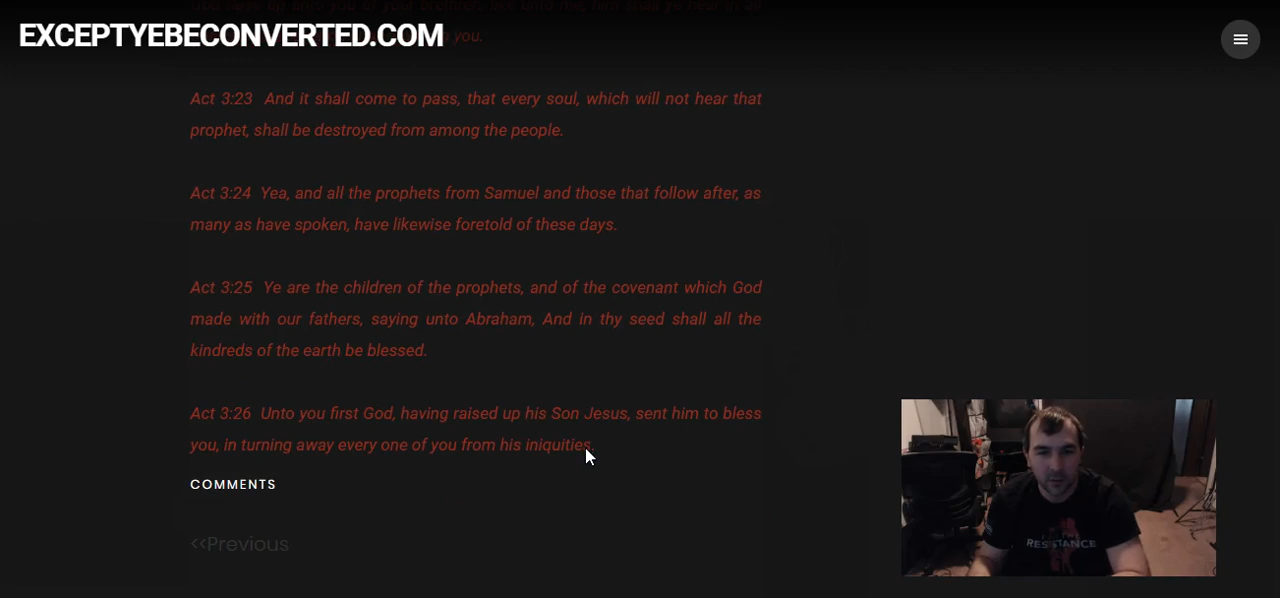 EXCEPTYEBECONVERTED.COM
you.
Act 3:23 And it shall come to pass, that every soul, which will not hear that
prophet, shall be destroyed from among the people.
Act 3:24 Yea, and all the prophets from Samuel and those that follow after, as
many as have spoken, have likewise foretold of these days.
Act 3:25 Ye are the children of the prophets, and of the covenant which God
made with our fathers, saying unto Abraham, And in thy seed shall all the
kindreds of the earth be blessed.
Act 3:26 Unto you first God, having raised up his Son Jesus, sent him to bless
you, in turning away every one of you from his iniquities.
COMMENTS
<<Previous
RESISTANCE